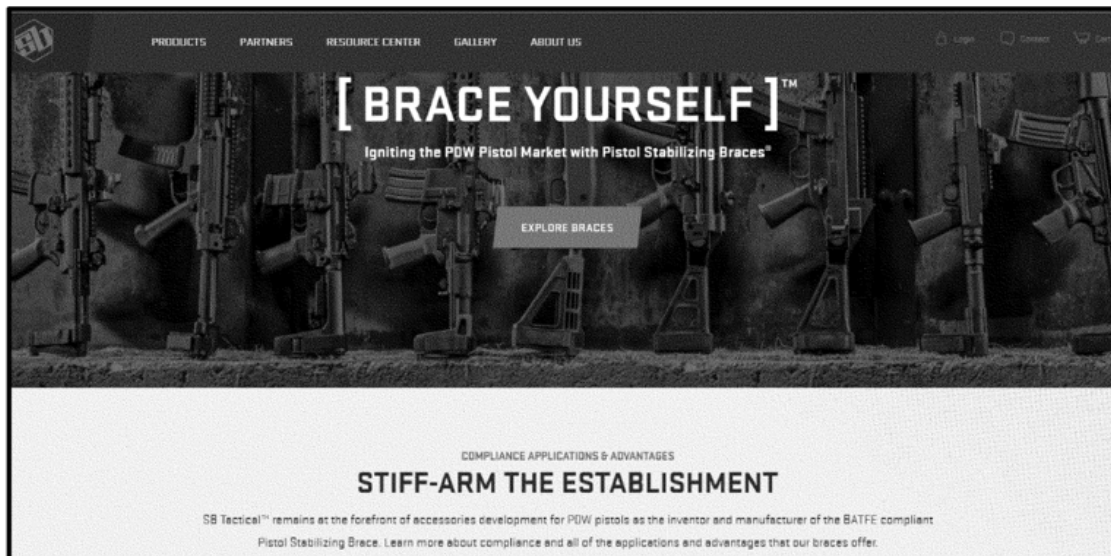 sb
PRODUCTS PARTNERS RESOURCE CENTER GALLERY ABOUT US Login Contact Cart
[ BRACE YOURSELF ]™
Igniting the PDW Pistol Market with Pistol Stabilizing Braces®
EXPLORE BRACES
COMPLIANCE APPLICATIONS & ADVANTAGES
STIFF-ARM THE ESTABLISHMENT
SB Tactical™ remains at the forefront of accessories development for PDW pistols as the inventor and manufacturer of the BATFE compliant
Pistol Stabilizing Brace. Learn more about compliance and all of the applications and advantages that our braces offer.